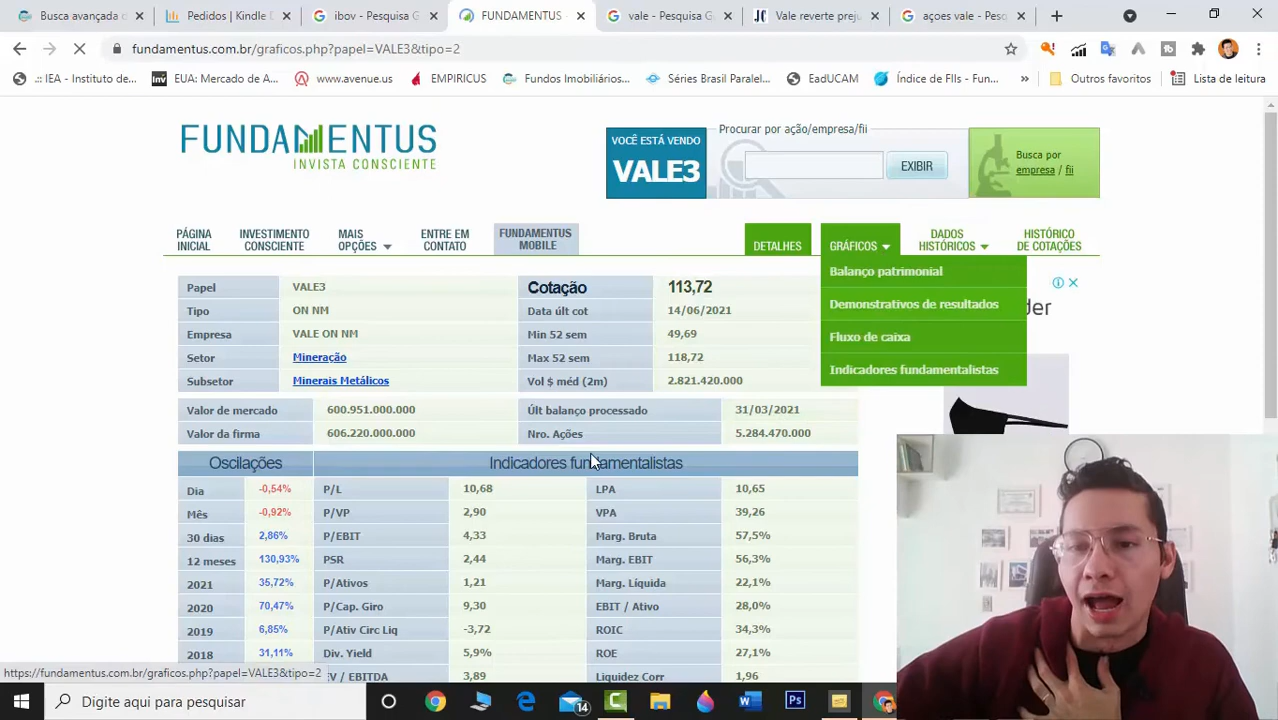 Busca avançada d
Pedidos | Kindle D
ibov - Pesquisa G
FUNDAMENTUS -
vale - Pesquisa G
Vale reverte preju
açoes vale - Pesq
fundamentus.com.br/graficos.php?papel=VALE3&tipo=2
.:: IEA - Instituto de...
EUA: Mercado de A...
www.avenue.us
EMPIRICUS
Fundos Imobiliários...
Séries Brasil Paralel...
EadUCAM
Índice de FIIs - Fun...
»
Outros favoritos
Lista de leitura
FUNDAMENTUS
INVISTA CONSCIENTE
VOCÊ ESTÁ VENDO
VALE3
Procurar por ação/empresa/fii
EXIBIR
Busca por
empresa / fii
PÁGINA INICIAL
INVESTIMENTO CONSCIENTE
MAIS OPÇÕES
ENTRE EM CONTATO
FUNDAMENTUS MOBILE
DETALHES
GRÁFICOS
DADOS HISTÓRICOS
HISTÓRICO DE COTAÇÕES
Balanço patrimonial
Demonstrativos de resultados
Fluxo de caixa
Indicadores fundamentalistas
der
Papel VALE3 Cotação 113,72
Tipo ON NM Data últ cot 14/06/2021
Empresa VALE ON NM Min 52 sem 49,69
Setor Mineração Max 52 sem 118,72
Subsetor Minerais Metálicos Vol $ méd (2m) 2.821.420.000
Valor de mercado 600.951.000.000 Últ balanço processado 31/03/2021
Valor da firma 606.220.000.000 Nro. Ações 5.284.470.000
Oscilações Indicadores fundamentalistas
Dia -0,54% P/L 10,68 LPA 10,65
Mês -0,92% P/VP 2,90 VPA 39,26
30 dias 2,86% P/EBIT 4,33 Marg. Bruta 57,5%
12 meses 130,93% PSR 2,44 Marg. EBIT 56,3%
2021 35,72% P/Ativos 1,21 Marg. Líquida 22,1%
2020 70,47% P/Cap. Giro 9,30 EBIT / Ativo 28,0%
2019 6,85% P/Ativ Circ Liq -3,72 ROIC 34,3%
2018 31,11% Div. Yield 5,9% ROE 27,1%
EV / EBITDA 3,89 Liquidez Corr 1,96
https://fundamentus.com.br/graficos.php?papel=VALE3&tipo=2
Digite aqui para pesquisar
14